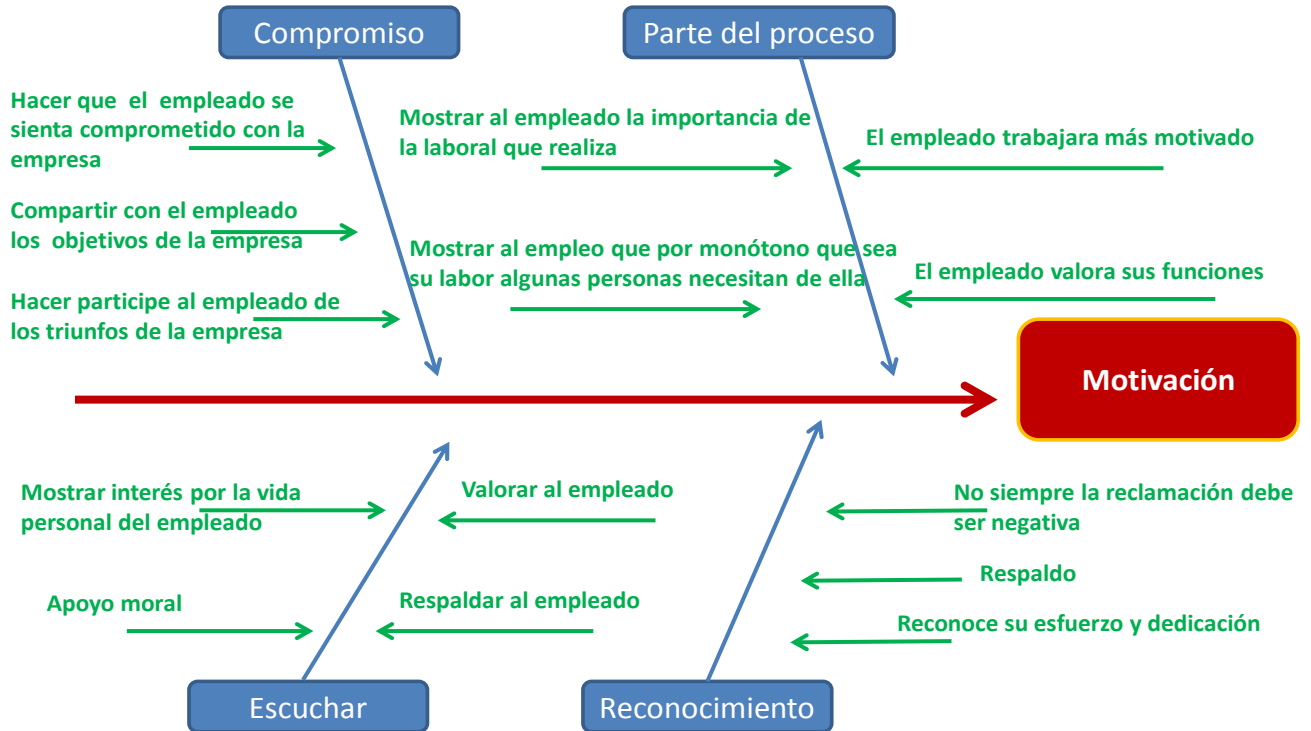 Compromiso
Parte del proceso
Hacer que el empleado se
sienta comprometido con la
empresa
Compartir con el empleado
los objetivos de la empresa
Hacer participe al empleado de
los triunfos de la empresa
Mostrar al empleado la importancia de
la laboral que realiza
Mostrar al empleo que por monótono que sea
su labor algunas personas necesitan de ella
El empleado trabajara más motivado
El empleado valora sus funciones
Motivación
Mostrar interés por la vida
personal del empleado
Apoyo moral
Valorar al empleado
Respaldar al empleado
No siempre la reclamación debe
ser negativa
Respaldo
Reconoce su esfuerzo y dedicación
Escuchar
Reconocimiento